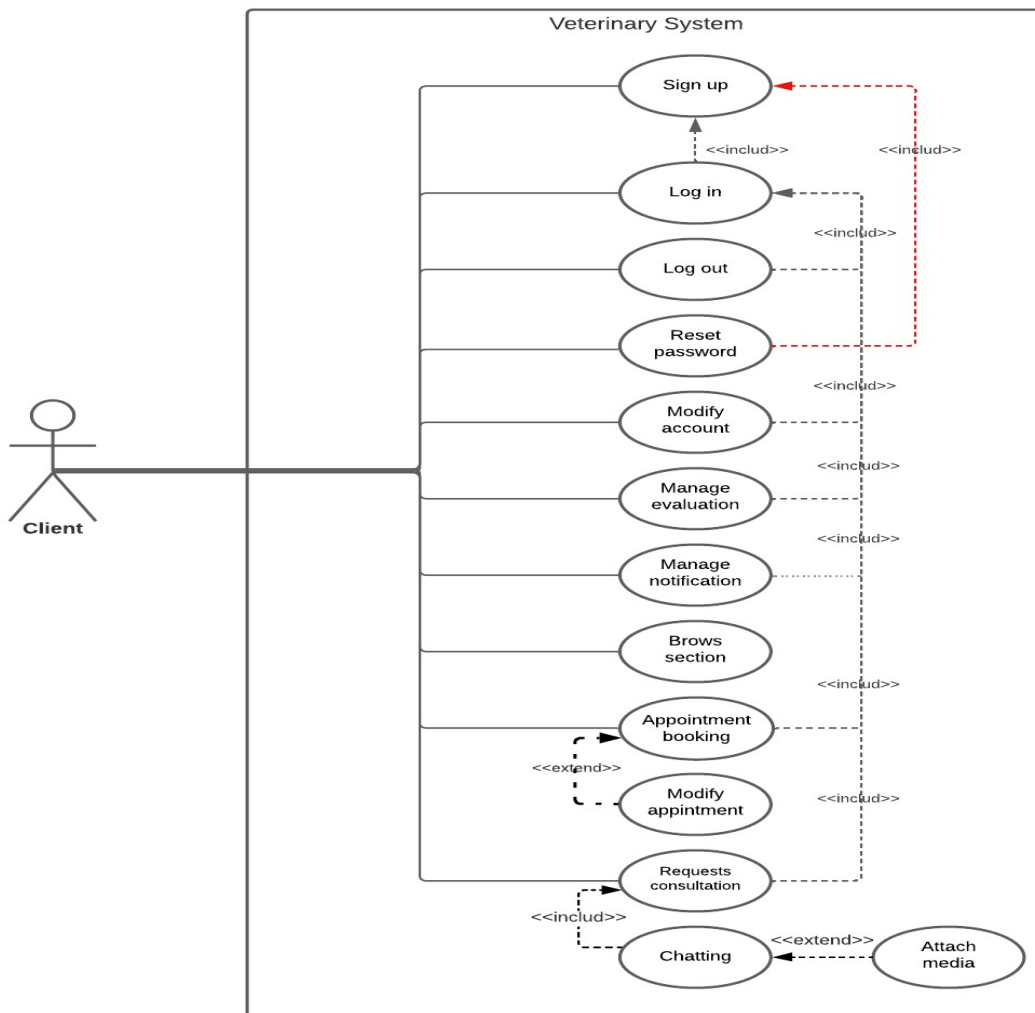 Veterinary System
Sign up
<<includ>>
<<includ>>
Log in
<<includ>>
Log out
Reset
password
<<includ>>
Modify
account
<<includ>>
Manage
evaluation
Client
<<includ>>
Manage
notification
Brows
section
<<includ>>
Appointment
booking
<<extend>>
Modify
appintment
<<includ>>
Requests
consultation
<<includ>>
Chatting
<<extend>>
Attach
media